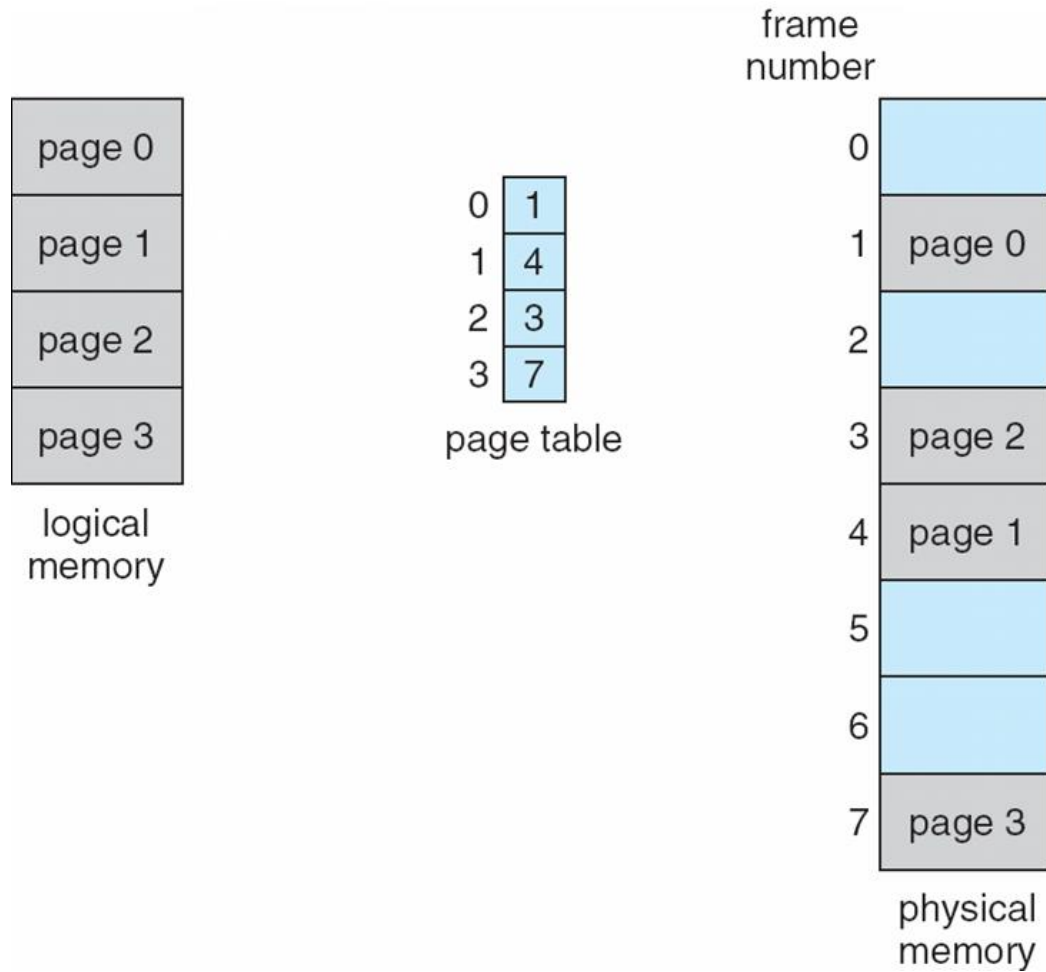 page 0
page 1
page 2
page 3
logical
memory
0 1
1 4
2 3
3 7
page table
frame
number
0
1 page 0
2
3 page 2
4 page 1
5
6
7 page 3
physical
memory